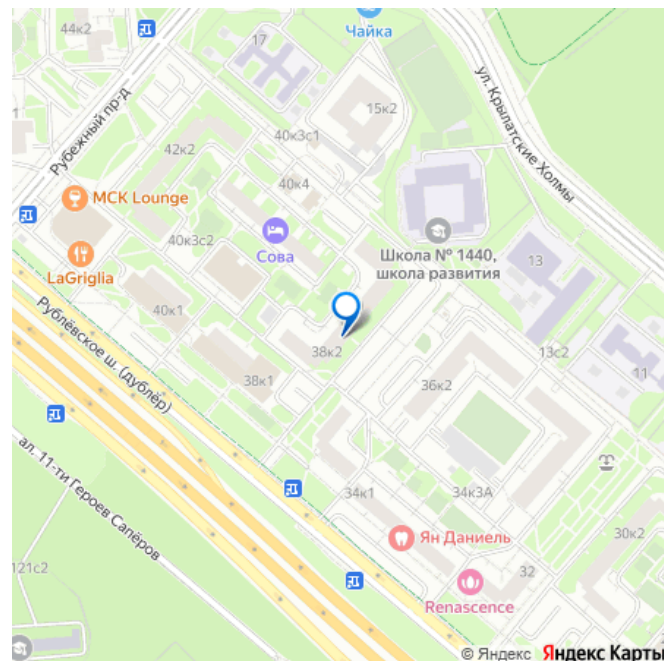 44к2
Чайка
17
15к2
ул. Крылатские Холмы
Рубежный пр-д
40к3с1
42к2
40к4
MCK Lounge
Школа № 1440,
школа развития
40к3с2
Сова
13
LaGriglia
40к1
Рублёвское ш. (дублёр)
38к2
13с2
38к1
36к2
11
ал. 11-ти Героев Сапёров
34к1
34к3А
Ян Даниель
30к2
121с2
32
Renascence
© Яндекс Яндекс Карты